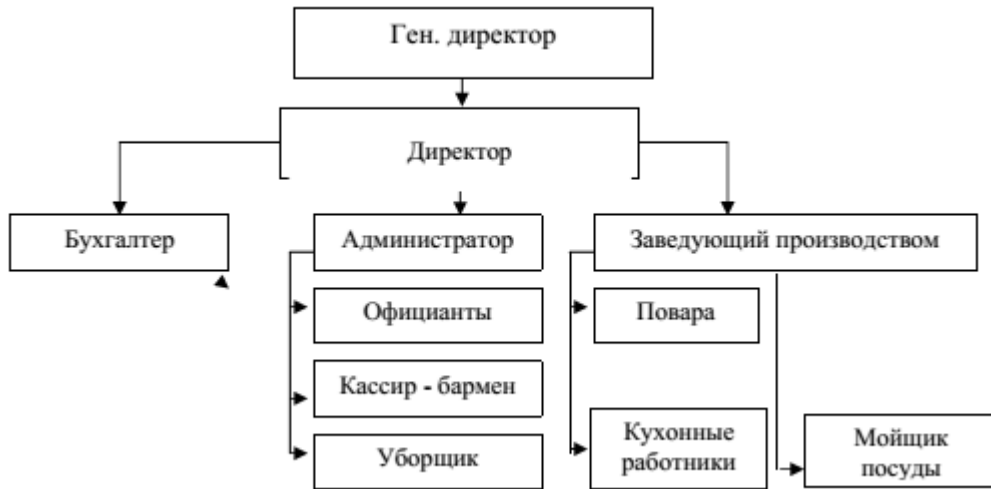 Ген. директор
Директор
Бухгалтер
Администратор
Заведующий производством
Официанты
Повара
Кассир - бармен
Уборщик
Кухонные
работники
Мойщик
посуды